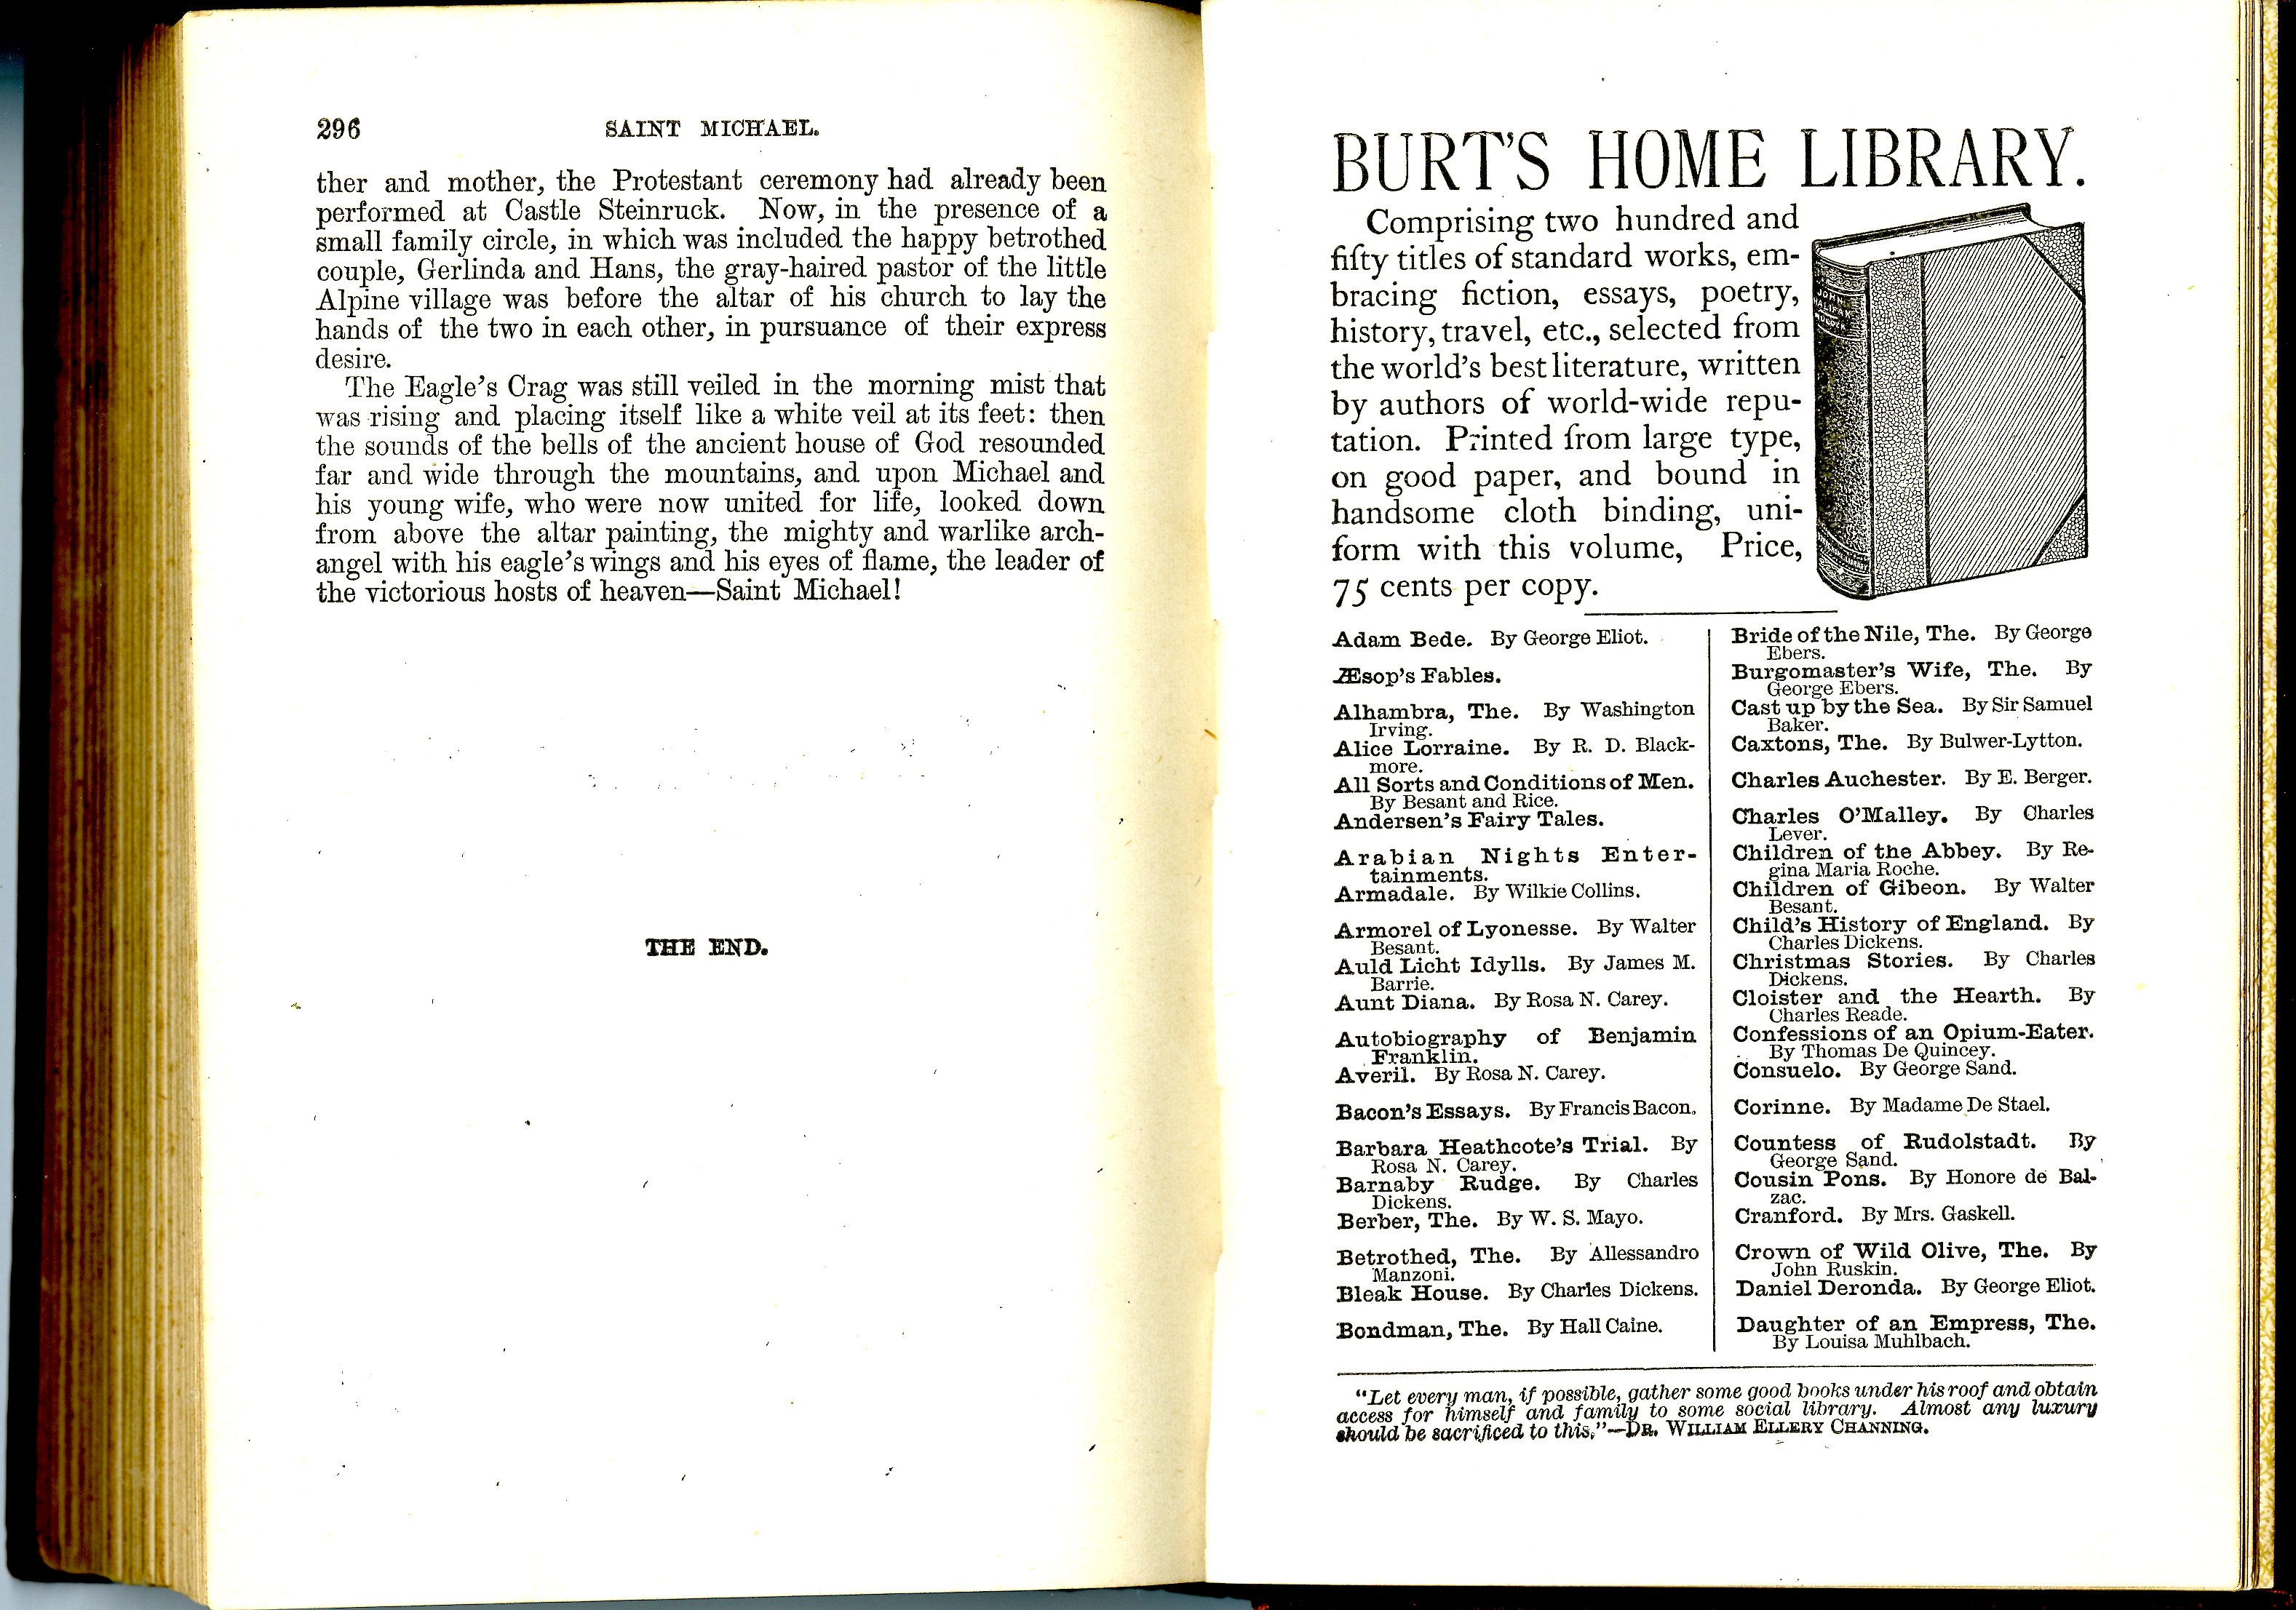 296 SAINT MICHAEL.
ther and mother, the Protestant ceremony had already been
performed at Castle Steinruck. Now, in the presence of a
small family circle, in which was included the happy betrothed
couple, Gerlinda and Hans, the gray-haired pastor of the little
Alpine village was before the altar of his church to lay the
hands of the two in each other, in pursuance of their express
desire.
The Eagle's Crag was still veiled in the morning mist that
was rising and placing itself like a white veil at its feet: then
the sounds of the bells of the ancient house of God resounded
far and wide through the mountains, and upon Michael and
his young wife, who were now united for life, looked down
from above the altar painting, the mighty and warlike arch-
angel with his eagle's wings and his eyes of flame, the leader of
the victorious hosts of heaven—Saint Michael!
THE END.
BURT'S HOME LIBRARY.
Comprising two hundred and
fifty titles of standard works, em-
bracing fiction, essays, poetry,
history, travel, etc., selected from
the world's best literature, written
by authors of world-wide repu-
tation. Printed from large type,
on good paper, and bound in
handsome cloth binding, uni-
form with this volume, Price,
75 cents per copy.
Adam Bede. By George Eliot.
Æsop's Fables.
Alhambra, The. By Washington
Irving.
Alice Lorraine. By R. D. Black-
more.
All Sorts and Conditions of Men.
By Besant and Rice.
Andersen's Fairy Tales.
Arabian Nights Enter-
tainments.
Armadale. By Wilkie Collins.
Armorel of Lyonesse. By Walter
Besant.
Auld Licht Idylls. By James M.
Barrie.
Aunt Diana. By Rosa N. Carey.
Autobiography of Benjamin
Franklin.
Averil. By Rosa N. Carey.
Bacon's Essays. By Francis Bacon.
Barbara Heathcote's Trial. By
Rosa N. Carey.
Barnaby Rudge. By Charles
Dickens.
Berber, The. By W. S. Mayo.
Betrothed, The. By Allessandro
Manzoni.
Bleak House. By Charles Dickens.
Bondman, The. By Hall Caine.
Bride of the Nile, The. By George
Ebers.
Burgomaster's Wife, The. By
George Ebers.
Cast up by the Sea. By Sir Samuel
Baker.
Caxtons, The. By Bulwer-Lytton.
Charles Auchester. By E. Berger.
Charles O'Malley. By Charles
Lever.
Children of the Abbey. By Re-
gina Maria Roche.
Children of Gibeon. By Walter
Besant.
Child's History of England. By
Charles Dickens.
Christmas Stories. By Charles
Dickens.
Cloister and the Hearth. By
Charles Reade.
Confessions of an Opium-Eater.
By Thomas De Quincey.
Consuelo. By George Sand.
Corinne. By Madame De Stael.
Countess of Rudolstadt. By
George Sand.
Cousin Pons. By Honore de Bal-
zac.
Cranford. By Mrs. Gaskell.
Crown of Wild Olive, The. By
John Ruskin.
Daniel Deronda. By George Eliot.
Daughter of an Empress, The.
By Louisa Muhlbach.
"Let every man, if possible, gather some good books under his roof and obtain
access for himself and family to some social library. Almost any luxury
should be sacrificed to this."—DR. WILLIAM ELLERY CHANNING.